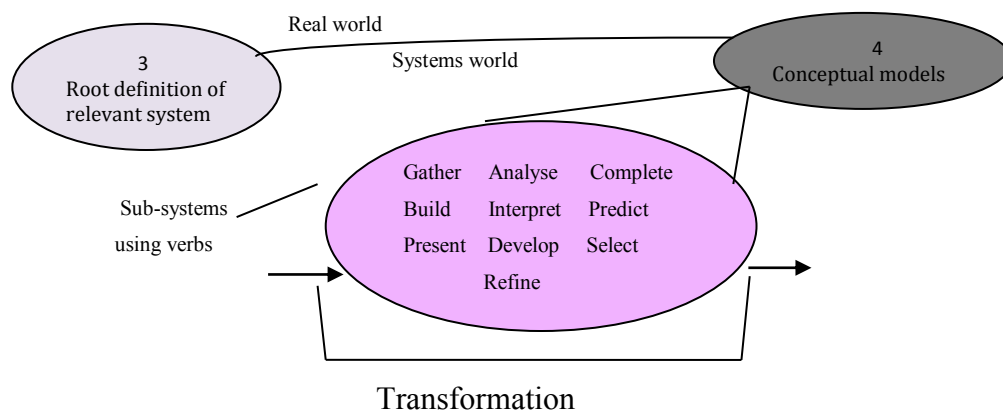 Real world
3
Root definition of
relevant system
Systems world
4
Conceptual models
Gather Analyse Complete
Build Interpret Predict
Present Develop Select
Refine
Sub-systems
using verbs
Transformation